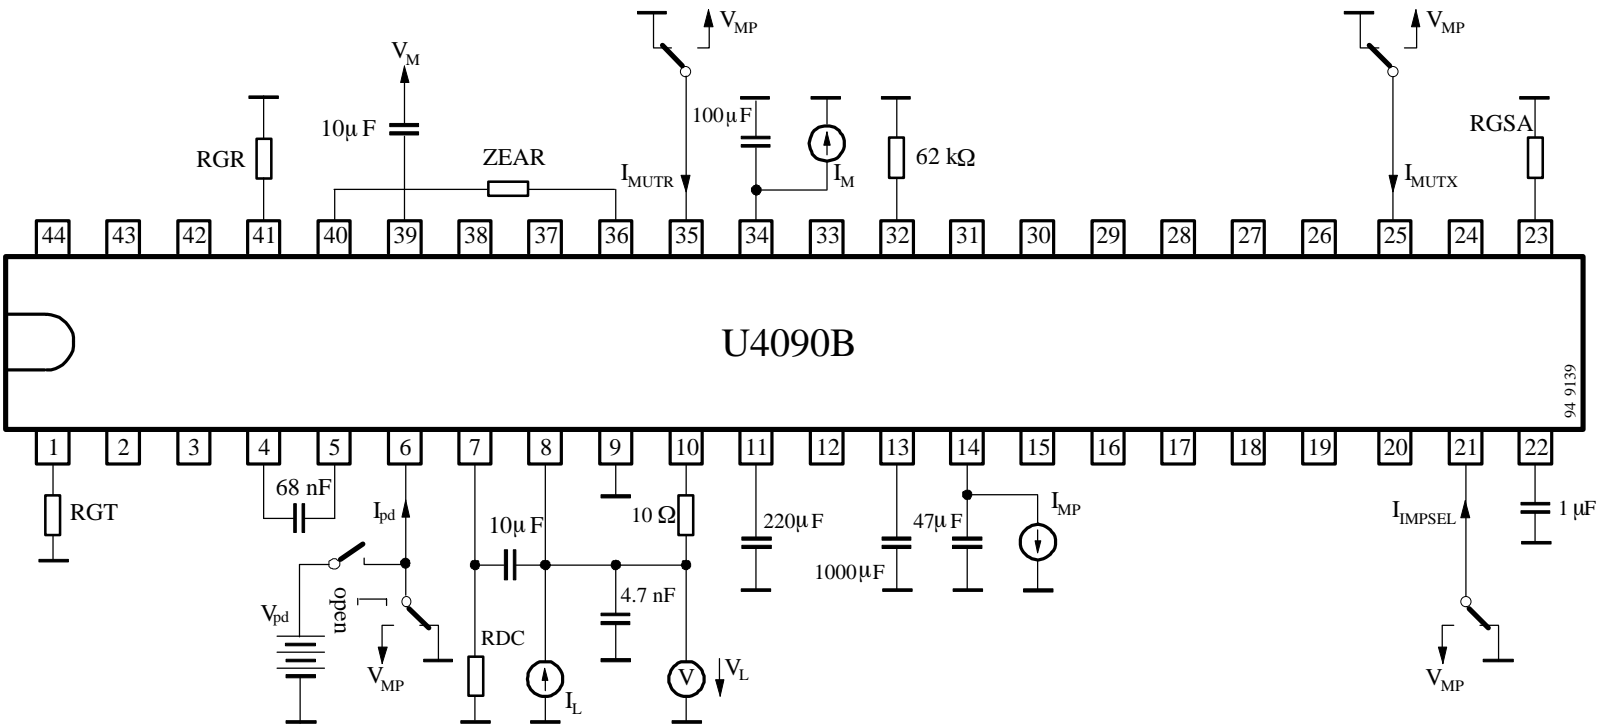 V_MP
V_MP
V_M
10µ F
100µ F
RGSA
RGR
ZEAR
I_MUTR
I_M
62 kΩ
I_MUTX
44 43 42 41 40 39 38 37 36 35 34 33 32 31 30 29 28 27 26 25 24 23
U4090B
94 9139
1 2 3 4 5 6 7 8 9 10 11 12 13 14 15 16 17 18 19 20 21 22
68 nF
RGT
I_pd
10µ F
10 Ω
220µ F
47µ F
I_MP
I_IMPSEL
1 µF
1000µ F
open
4.7 nF
V_pd
RDC
V_MP
V
V_L
I_L
V_MP